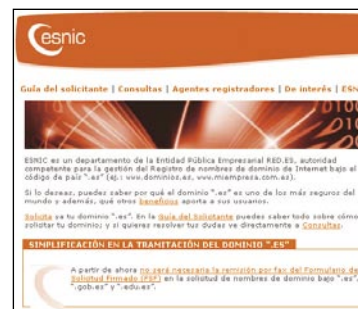 esnic
Guía del solicitante | Consultas | Agentes registradores | De interés | ESN
ESNIC es un departamento de la Entidad Pública Empresarial RED.ES, autoridad
competente para la gestión del Registro de nombres de dominio de Internet bajo el
código de país ".es" (ej.: www.dominios.es, www.miempresa.com.es).
Si lo deseas, puedes saber por qué el dominio ".es" es uno de los más seguros del
mundo y además, qué otros beneficios aporta a sus usuarios.
Solicita ya tu dominio ".es". En la Guía del Solicitante puedes saber todo sobre cómo
solicitar tu dominio; y si quieres resolver tus dudas ve directamente a Consultas.
SIMPLIFICACIÓN EN LA TRAMITACIÓN DEL DOMINIO ".ES"
A partir de ahora no será necesaria la remisión por fax del Formulario de
Solicitud Firmado (FSF) en la solicitud de nombres de dominio bajo ".es",
".gob.es" y ".edu.es".